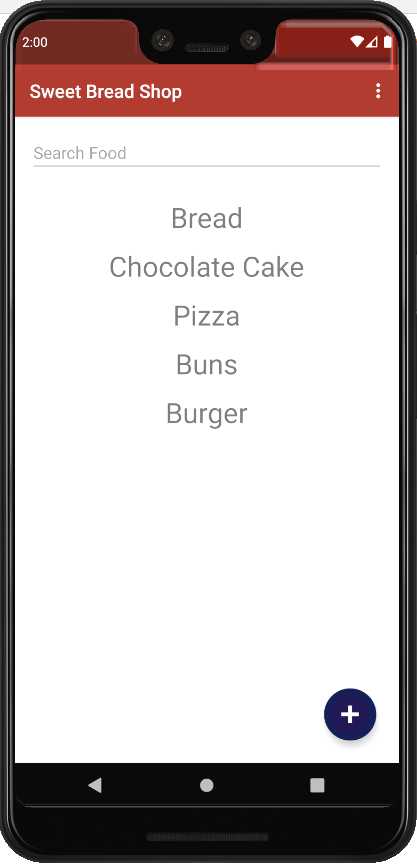 2:00
Sweet Bread Shop
Search Food
Bread
Chocolate Cake
Pizza
Buns
Burger